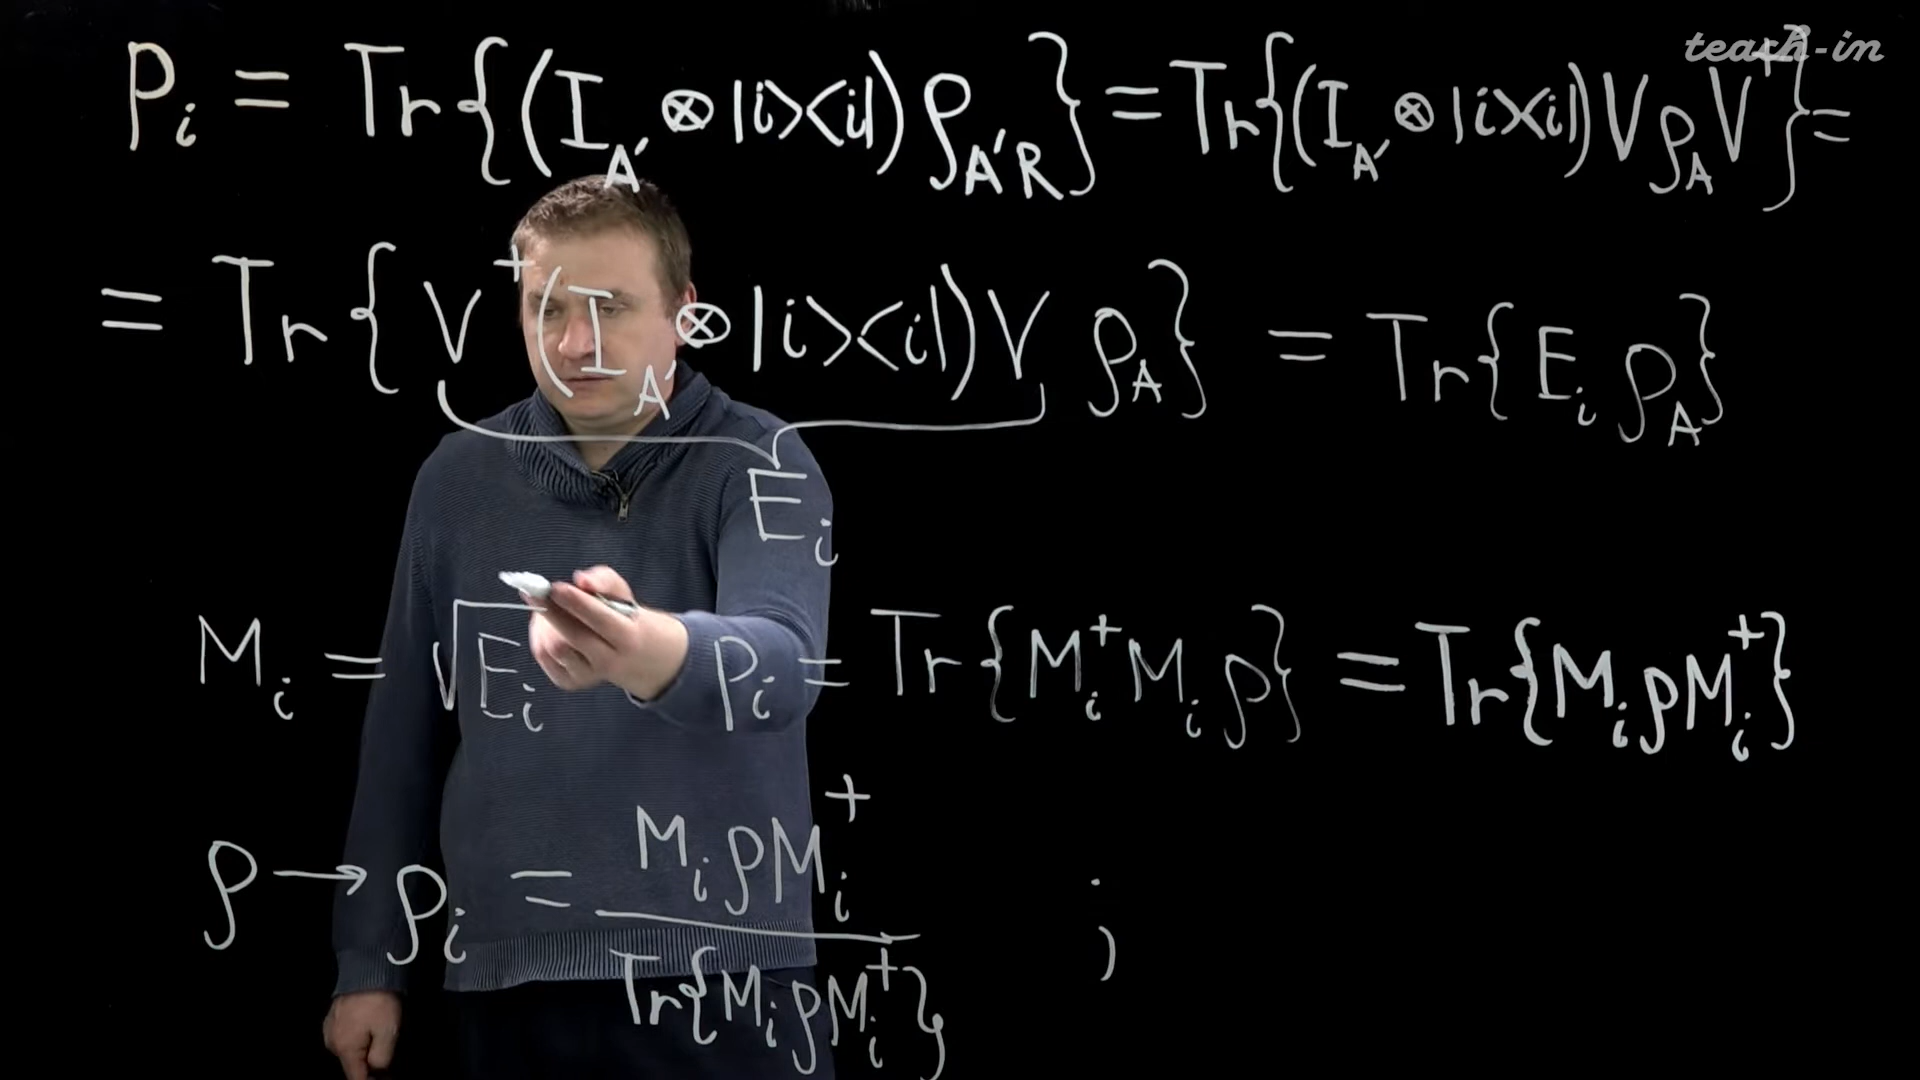 teach-in
P_i = Tr{(I_A' ⊗ |i><i|) ρ_A'R} = Tr{(I_A' ⊗ |i><i|) V ρ_A V^+} =
= Tr{V^+ (I_A' ⊗ |i><i|) V ρ_A} = Tr{E_i ρ_A}
E_i
M_i = √E_i P_i = Tr{M_i^+ M_i ρ} = Tr{M_i ρ M_i^+}
ρ → ρ_i = M_i ρ M_i^+ / Tr{M_i ρ M_i^+} ;